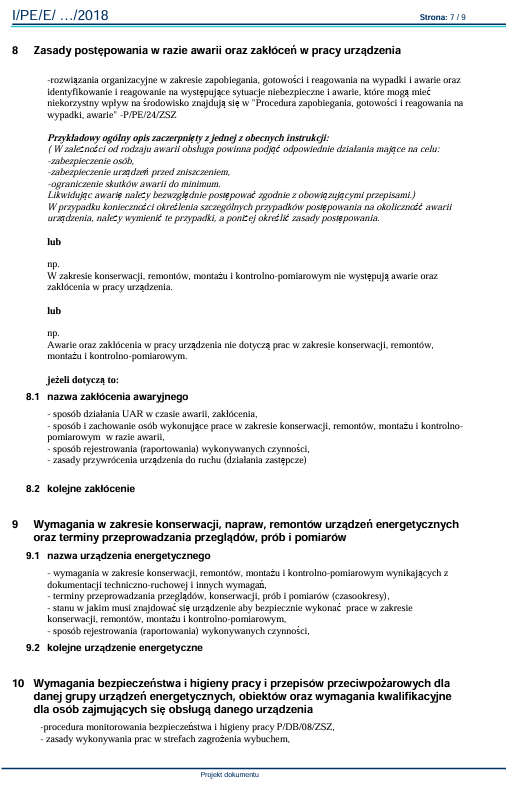 I/PE/E/ .../2018
Strona: 7 / 9
8 Zasady postępowania w razie awarii oraz zakłóceń w pracy urządzenia
-rozwiązania organizacyjne w zakresie zapobiegania, gotowości i reagowania na wypadki i awarie oraz
identyfikowanie i reagowanie na występujące sytuacje niebezpieczne i awarie, które mogą mieć
niekorzystny wpływ na środowisko znajdują się w "Procedura zapobiegania, gotowości i reagowania na
wypadki, awarie" -P/PE/24/ZSZ
Przykładowy ogólny opis zaczerpnięty z jednej z obecnych instrukcji:
( W zależności od rodzaju awarii obsługa powinna podjąć odpowiednie działania mające na celu:
-zabezpieczenie osób,
-zabezpieczenie urządzeń przed zniszczeniem,
-ograniczenie skutków awarii do minimum.
Likwidując awarię należy bezwzględnie postępować zgodnie z obowiązującymi przepisami.)
W przypadku konieczności określenia szczególnych przypadków postępowania na okoliczność awarii
urządzenia, należy wymienić te przypadki, a poniżej określić zasady postępowania.
lub
np.
W zakresie konserwacji, remontów, montażu i kontrolno-pomiarowym nie występują awarie oraz
zakłócenia w pracy urządzenia.
lub
np.
Awarie oraz zakłócenia w pracy urządzenia nie dotyczą prac w zakresie konserwacji, remontów,
montażu i kontrolno-pomiarowym.
jeżeli dotyczą to:
8.1 nazwa zakłócenia awaryjnego
- sposób działania UAR w czasie awarii, zakłócenia,
- sposób i zachowanie osób wykonujące prace w zakresie konserwacji, remontów, montażu i kontrolno-
pomiarowym w razie awarii,
- sposób rejestrowania (raportowania) wykonywanych czynności,
- zasady przywrócenia urządzenia do ruchu (działania zastępcze)
8.2 kolejne zakłócenie
9 Wymagania w zakresie konserwacji, napraw, remontów urządzeń energetycznych
oraz terminy przeprowadzania przeglądów, prób i pomiarów
9.1 nazwa urządzenia energetycznego
- wymagania w zakresie konserwacji, remontów, montażu i kontrolno-pomiarowym wynikających z
dokumentacji techniczno-ruchowej i innych wymagań,
- terminy przeprowadzania przeglądów, konserwacji, prób i pomiarów (czasookresy),
- stanu w jakim musi znajdować się urządzenie aby bezpiecznie wykonać prace w zakresie
konserwacji, remontów, montażu i kontrolno-pomiarowym,
- sposób rejestrowania (raportowania) wykonywanych czynności,
9.2 kolejne urządzenie energetyczne
10 Wymagania bezpieczeństwa i higieny pracy i przepisów przeciwpożarowych dla
danej grupy urządzeń energetycznych, obiektów oraz wymagania kwalifikacyjne
dla osób zajmujących się obsługą danego urządzenia
-procedura monitorowania bezpieczeństwa i higieny pracy P/DB/08/ZSZ,
- zasady wykonywania prac w strefach zagrożenia wybuchem,
Projekt dokumentu